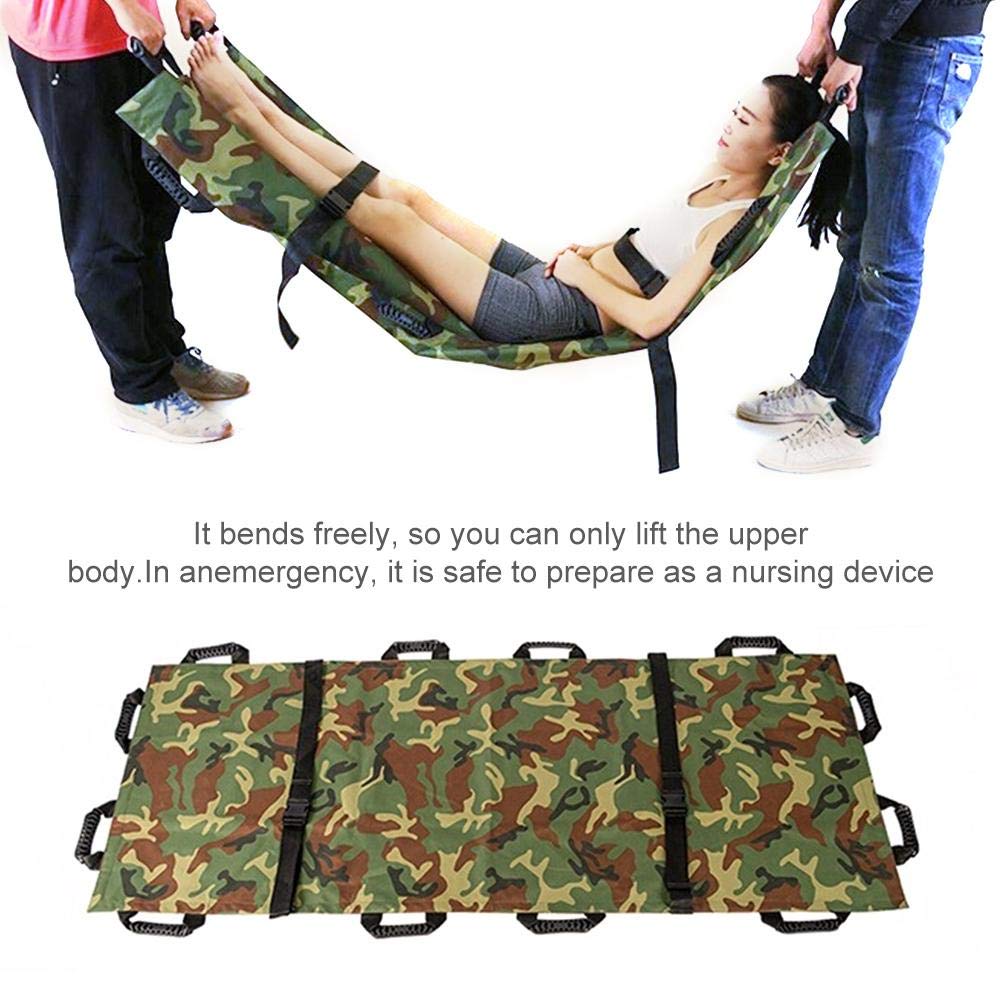 It bends freely, so you can only lift the upper
body.In anemergency, it is safe to prepare as a nursing device